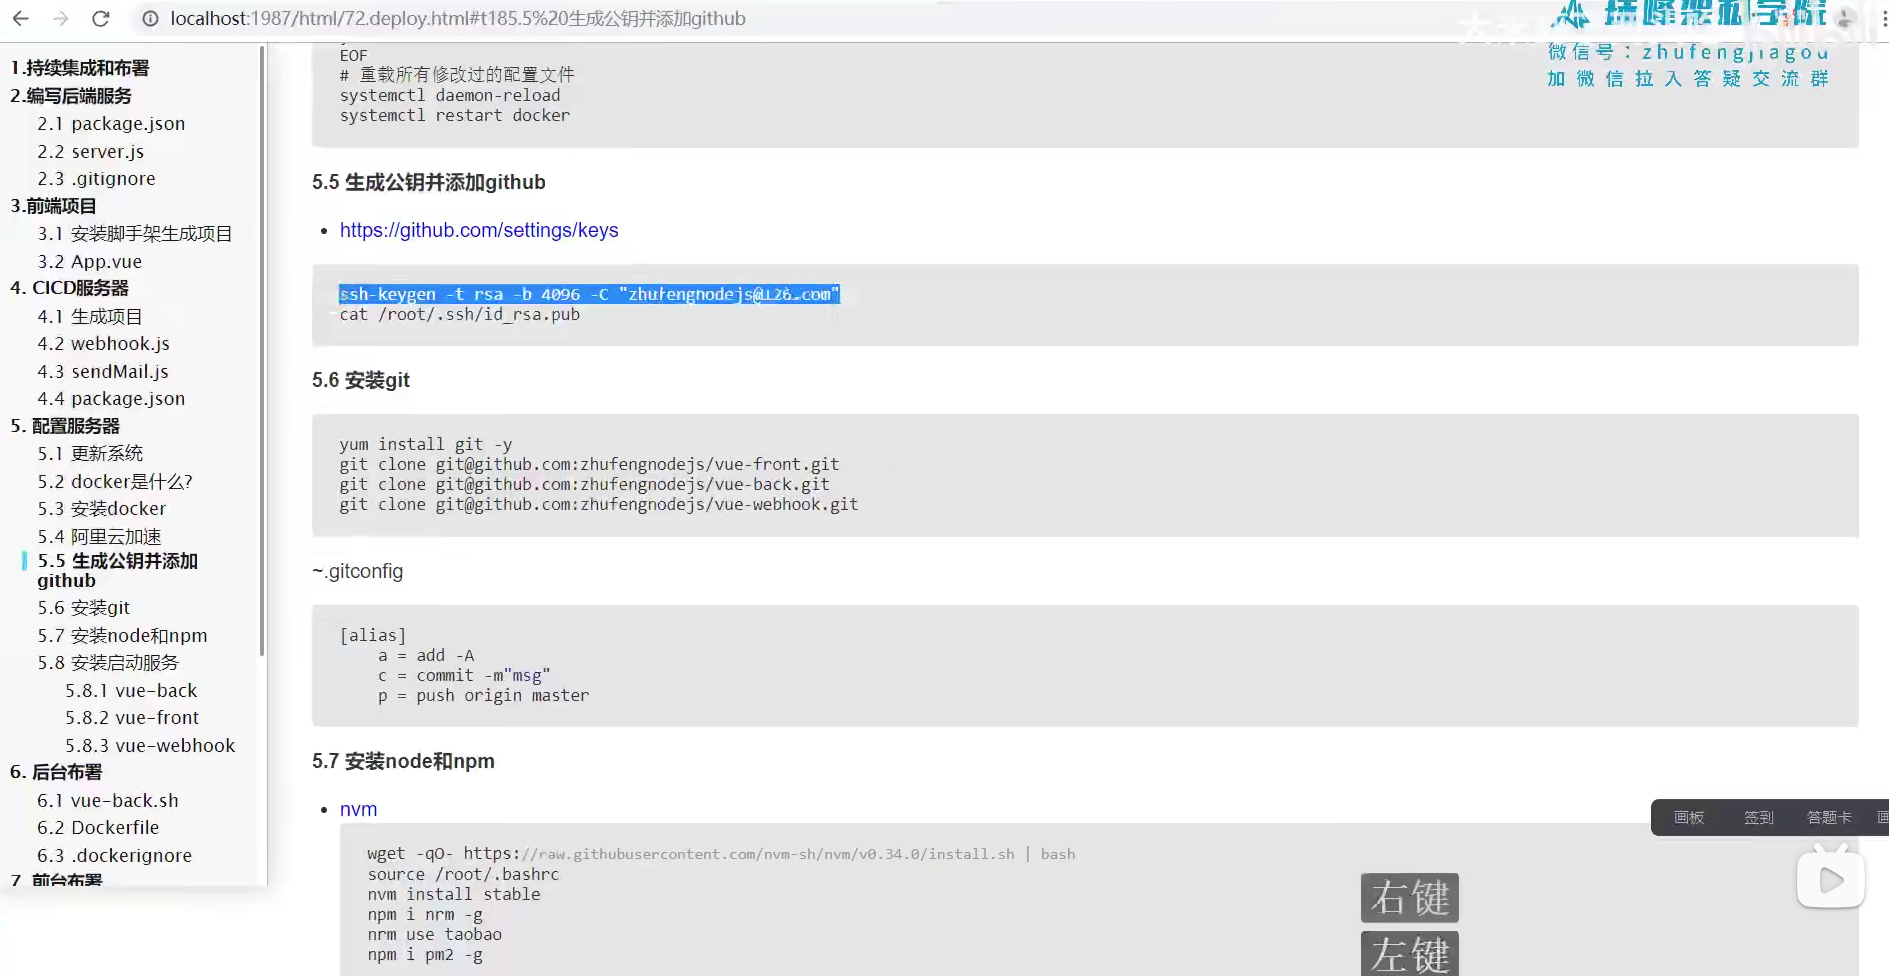 localhost:1987/html/72.deploy.html#t185.5%20生成公钥并添加github
微信号：zhufengjiagou
加微信拉入答疑交流群
1.持续集成和布署
2.编写后端服务
2.1 package.json
2.2 server.js
2.3 .gitignore
3.前端项目
3.1 安装脚手架生成项目
3.2 App.vue
4. CICD服务器
4.1 生成项目
4.2 webhook.js
4.3 sendMail.js
4.4 package.json
5. 配置服务器
5.1 更新系统
5.2 docker是什么?
5.3 安装docker
5.4 阿里云加速
5.5 生成公钥并添加
github
5.6 安装git
5.7 安装node和npm
5.8 安装启动服务
5.8.1 vue-back
5.8.2 vue-front
5.8.3 vue-webhook
6. 后台布署
6.1 vue-back.sh
6.2 Dockerfile
6.3 .dockerignore
7. 前台布署
EOF
# 重载所有修改过的配置文件
systemctl daemon-reload
systemctl restart docker
5.5 生成公钥并添加github
https://github.com/settings/keys
ssh-keygen -t rsa -b 4096 -C "zhufengnodejs@126.com"
cat /root/.ssh/id_rsa.pub
5.6 安装git
yum install git -y
git clone git@github.com:zhufengnodejs/vue-front.git
git clone git@github.com:zhufengnodejs/vue-back.git
git clone git@github.com:zhufengnodejs/vue-webhook.git
~.gitconfig
[alias]
a = add -A
c = commit -m"msg"
p = push origin master
5.7 安装node和npm
nvm
wget -qO- https://raw.githubusercontent.com/nvm-sh/nvm/v0.34.0/install.sh | bash
source /root/.bashrc
nvm install stable
npm i nrm -g
nrm use taobao
npm i pm2 -g
画板 签到 答题卡
右键
左键